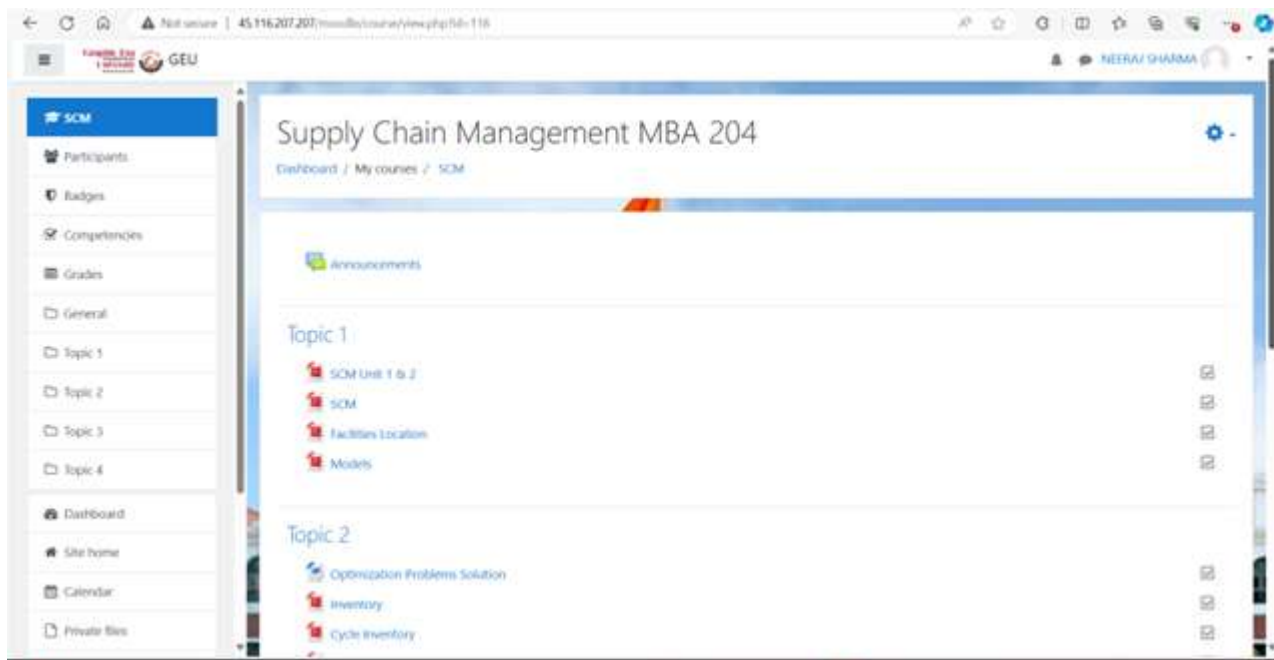 Not secure | 45.116.207.207/moodle/course/view.php?id=116
GEU
NEERAJ SHARMA
SCM
Participants
Badges
Competencies
Grades
General
Topic 1
Topic 2
Topic 3
Topic 4
Dashboard
Site home
Calendar
Private files
Supply Chain Management MBA 204
Dashboard / My courses / SCM
Announcements
Topic 1
SCM Unit 1 & 2
SCM
Facilities Location
Models
Topic 2
Optimization Problems Solution
Inventory
Cycle Inventory